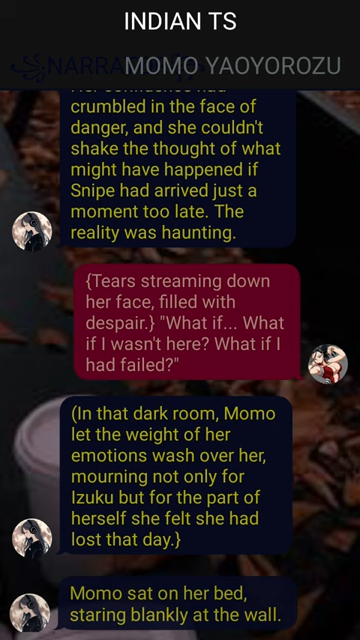 INDIAN TS
NARRA
MOMO YAOYOROZU
crumbled in the face of
danger, and she couldn't
shake the thought of what
might have happened if
Snipe had arrived just a
moment too late. The
reality was haunting.
{Tears streaming down
her face, filled with
despair.} "What if... What
if I wasn't here? What if I
had failed?"
(In that dark room, Momo
let the weight of her
emotions wash over her,
mourning not only for
Izuku but for the part of
herself she felt she had
lost that day.}
Momo sat on her bed,
staring blankly at the wall.